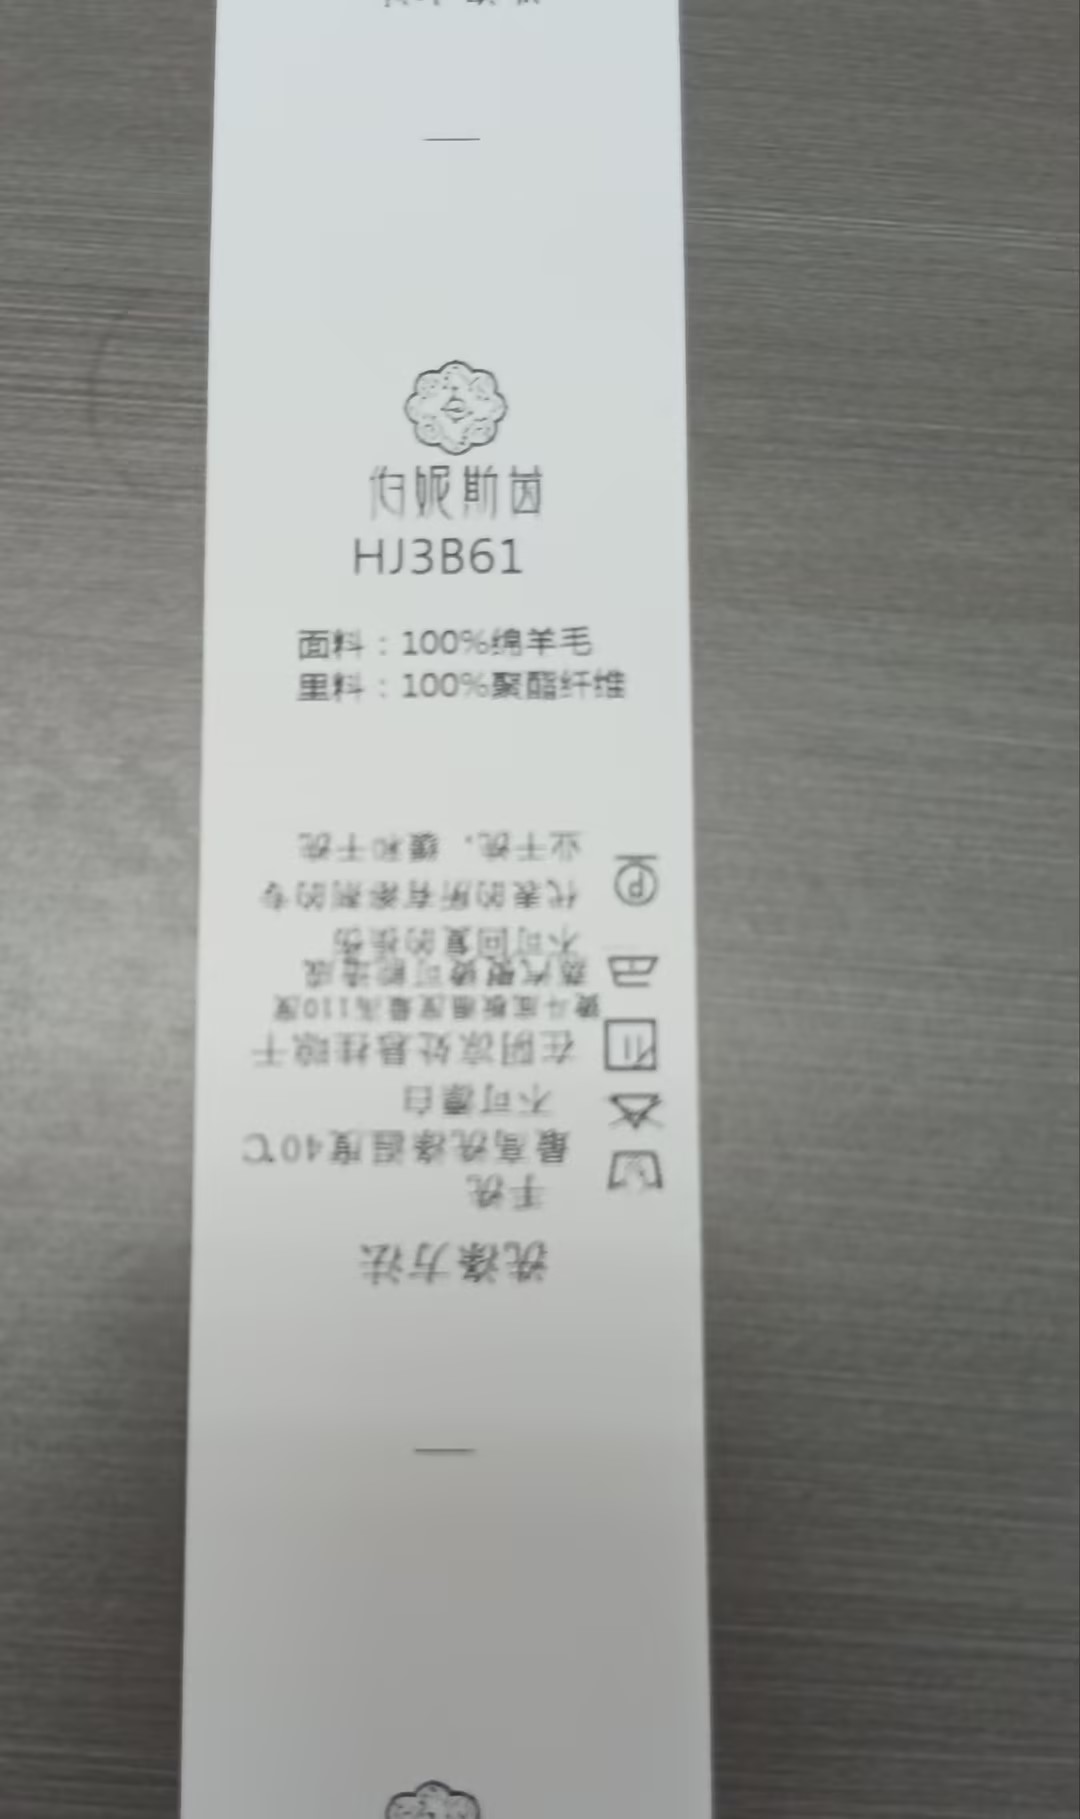 伯妮斯茵
HJ3B61
面料：100%绵羊毛
里料：100%聚酯纤维
洗涤方法
手洗
最高洗涤温度40℃
不可漂白
在阴凉处悬挂晾干
熨斗底板温度最高110度
蒸汽熨烫可能造成
不可回复的损伤
代表的所有溶剂的专
业干洗，缓和干洗